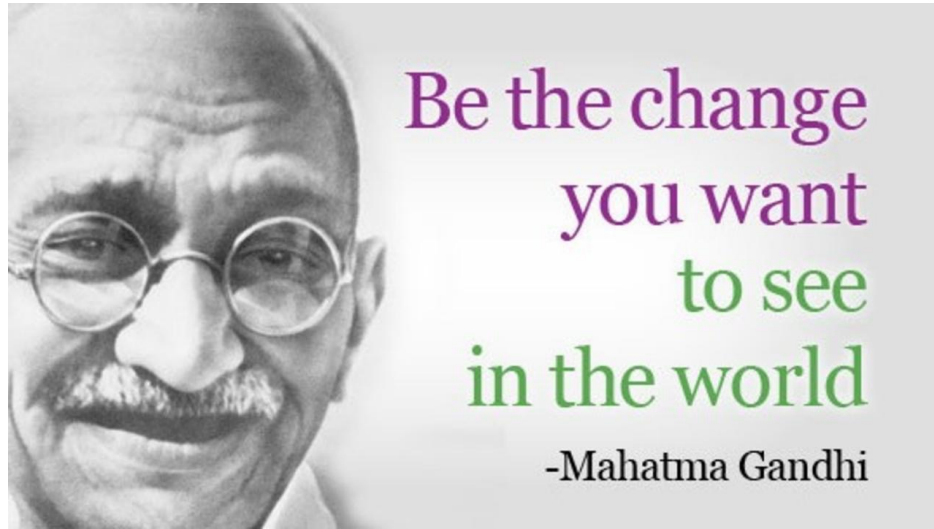 Be the change
you want
to see
in the world
-Mahatma Gandhi